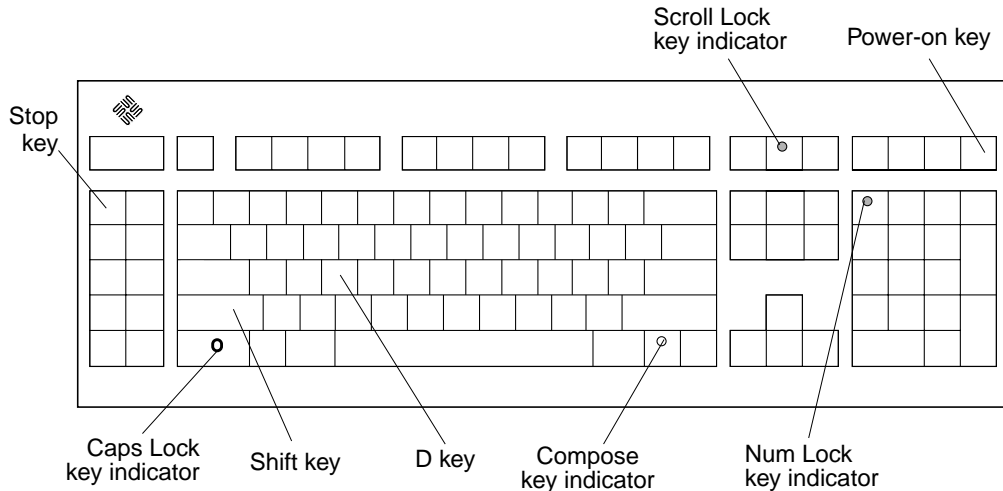 Scroll Lock
key indicator
Power-on key
Stop
key
Caps Lock
key indicator
Shift key
D key
Compose
key indicator
Num Lock
key indicator